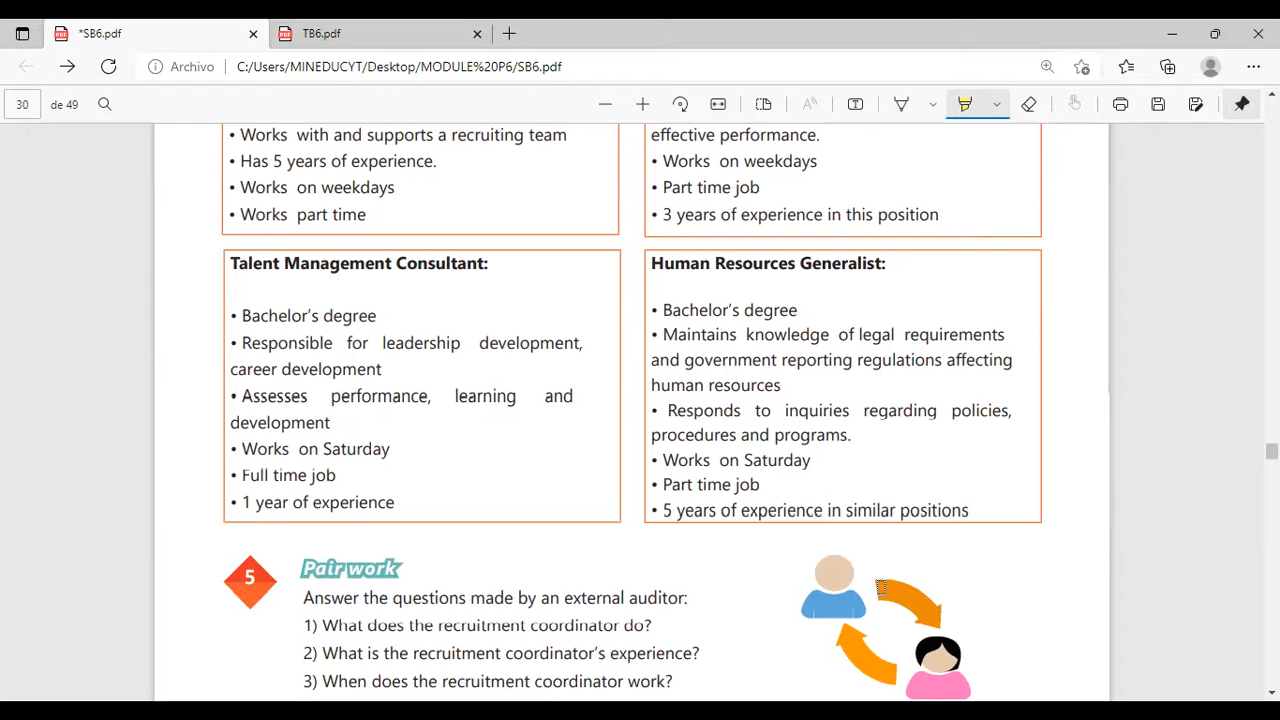 *SB6.pdf
TB6.pdf
Archivo
C:/Users/MINEDUCYT/Desktop/MODULE%20P6/SB6.pdf
30
de 49
• Works with and supports a recruiting team
• Has 5 years of experience.
• Works on weekdays
• Works part time
effective performance.
• Works on weekdays
• Part time job
• 3 years of experience in this position
Talent Management Consultant:
• Bachelor's degree
• Responsible for leadership development,
career development
• Assesses performance, learning and
development
• Works on Saturday
• Full time job
• 1 year of experience
Human Resources Generalist:
• Bachelor's degree
• Maintains knowledge of legal requirements
and government reporting regulations affecting
human resources
• Responds to inquiries regarding policies,
procedures and programs.
• Works on Saturday
• Part time job
• 5 years of experience in similar positions
5
Pair work
Answer the questions made by an external auditor:
1) What does the recruitment coordinator do?
2) What is the recruitment coordinator's experience?
3) When does the recruitment coordinator work?